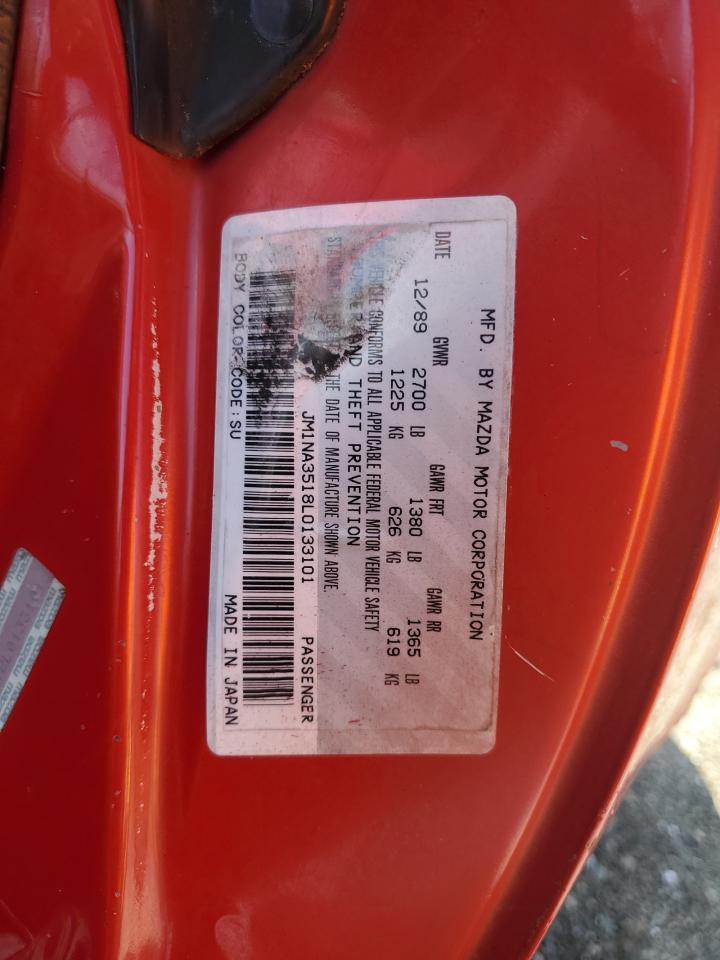 MFD. BY MAZDA MOTOR CORPORATION
DATE GVWR GAWR FRT GAWR RR
12/89 2700 LB 1380 LB 1365 LB
1225 KG 626 KG 619 KG
VEHICLE CONFORMS TO ALL APPLICABLE FEDERAL MOTOR VEHICLE SAFETY
AND THEFT PREVENTION
THE DATE OF MANUFACTURE SHOWN ABOVE.
JM1NA3518L0133101 PASSENGER
BODY COLOR CODE:SU MADE IN JAPAN